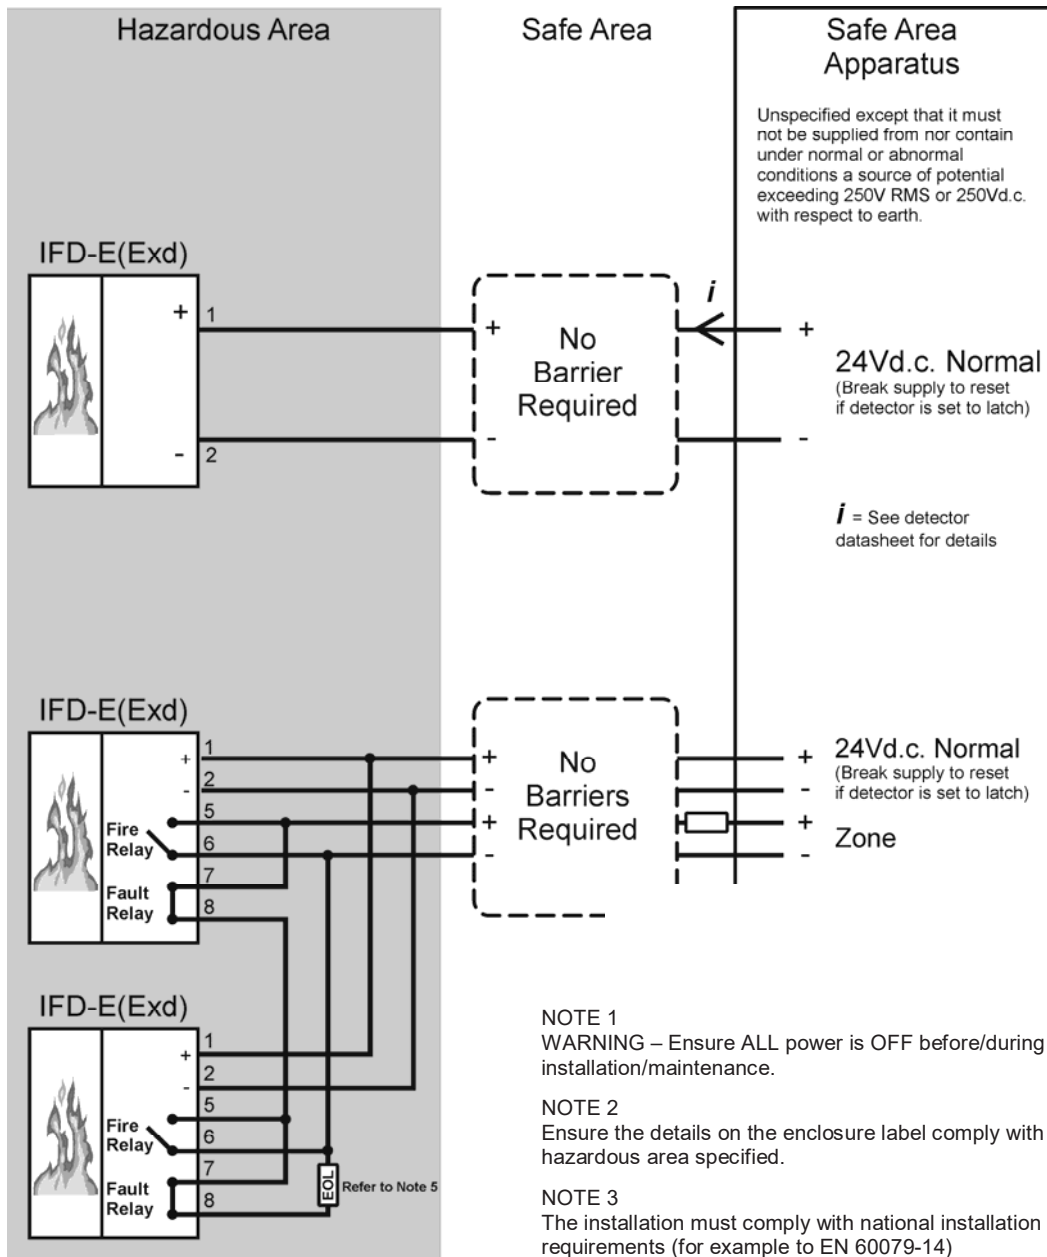 Hazardous Area
Safe Area
Safe Area
Apparatus
Unspecified except that it must
not be supplied from nor contain
under normal or abnormal
conditions a source of potential
exceeding 250V RMS or 250Vd.c.
with respect to earth.
IFD-E(Exd)
+ 1
- 2
+
-
No
Barrier
Required
i
+
-
24Vd.c. Normal
(Break supply to reset
if detector is set to latch)
i = See detector
datasheet for details
IFD-E(Exd)
+ 1
- 2
5
Fire
Relay
6
7
Fault
Relay
8
+
-
+
-
No
Barriers
Required
+
-
+
-
24Vd.c. Normal
(Break supply to reset
if detector is set to latch)
Zone
IFD-E(Exd)
+ 1
- 2
5
Fire
Relay
6
7
Fault
Relay
8
EOL
Refer to Note 5
NOTE 1
WARNING – Ensure ALL power is OFF before/during
installation/maintenance.
NOTE 2
Ensure the details on the enclosure label comply with
hazardous area specified.
NOTE 3
The installation must comply with national installation
requirements (for example to EN 60079-14)